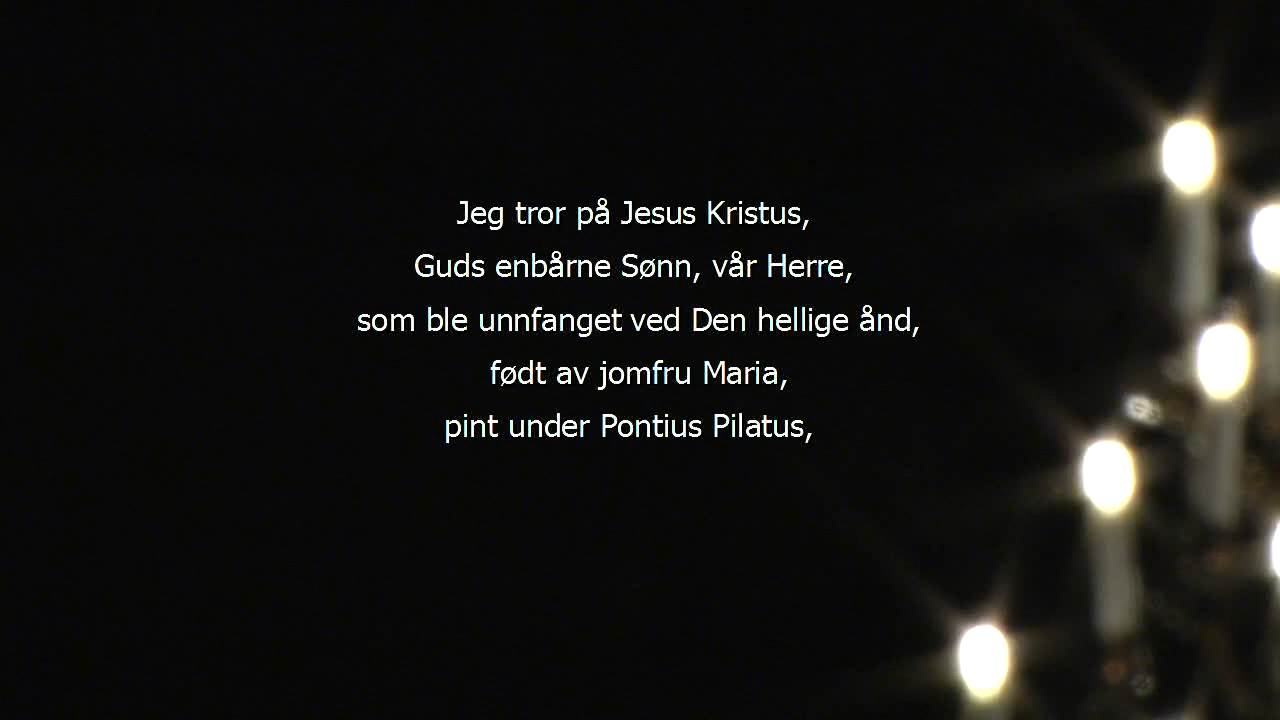 Jeg tror på Jesus Kristus,
Guds enbårne Sønn, vår Herre,
som ble unnfanget ved Den hellige ånd,
født av jomfru Maria,
pint under Pontius Pilatus,